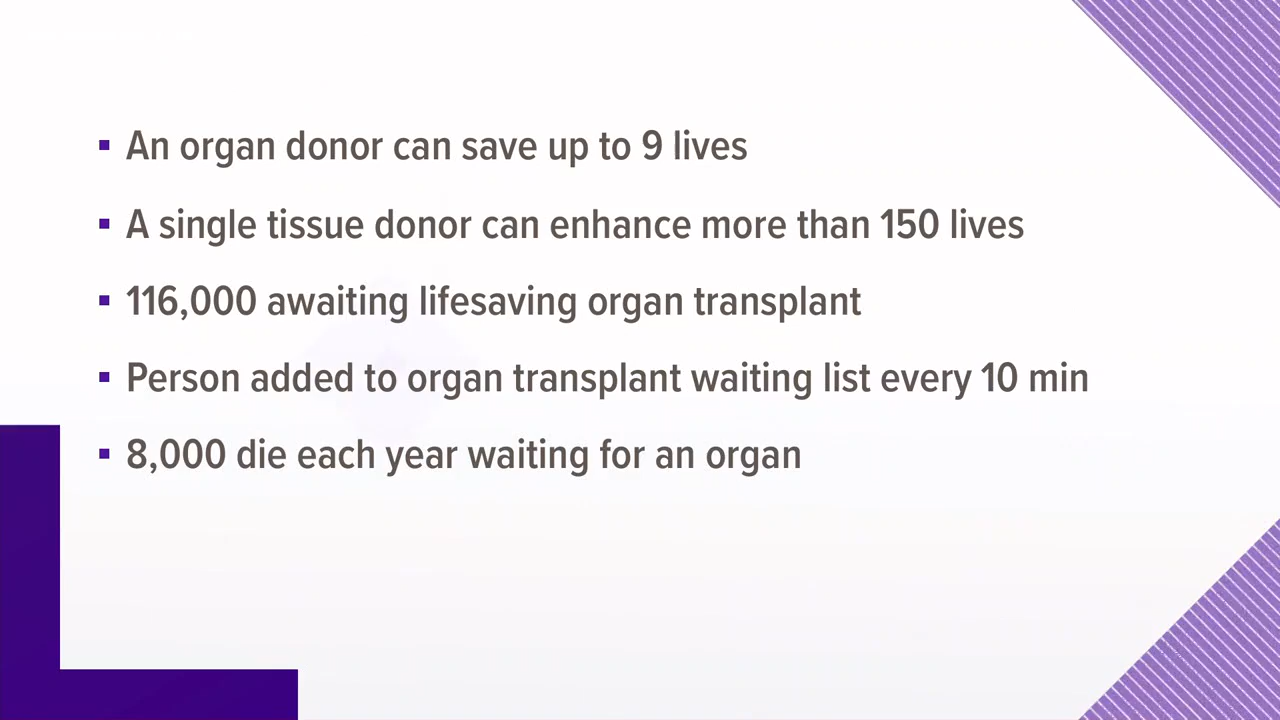 ▪ An organ donor can save up to 9 lives
▪ A single tissue donor can enhance more than 150 lives
▪ 116,000 awaiting lifesaving organ transplant
▪ Person added to organ transplant waiting list every 10 min
▪ 8,000 die each year waiting for an organ